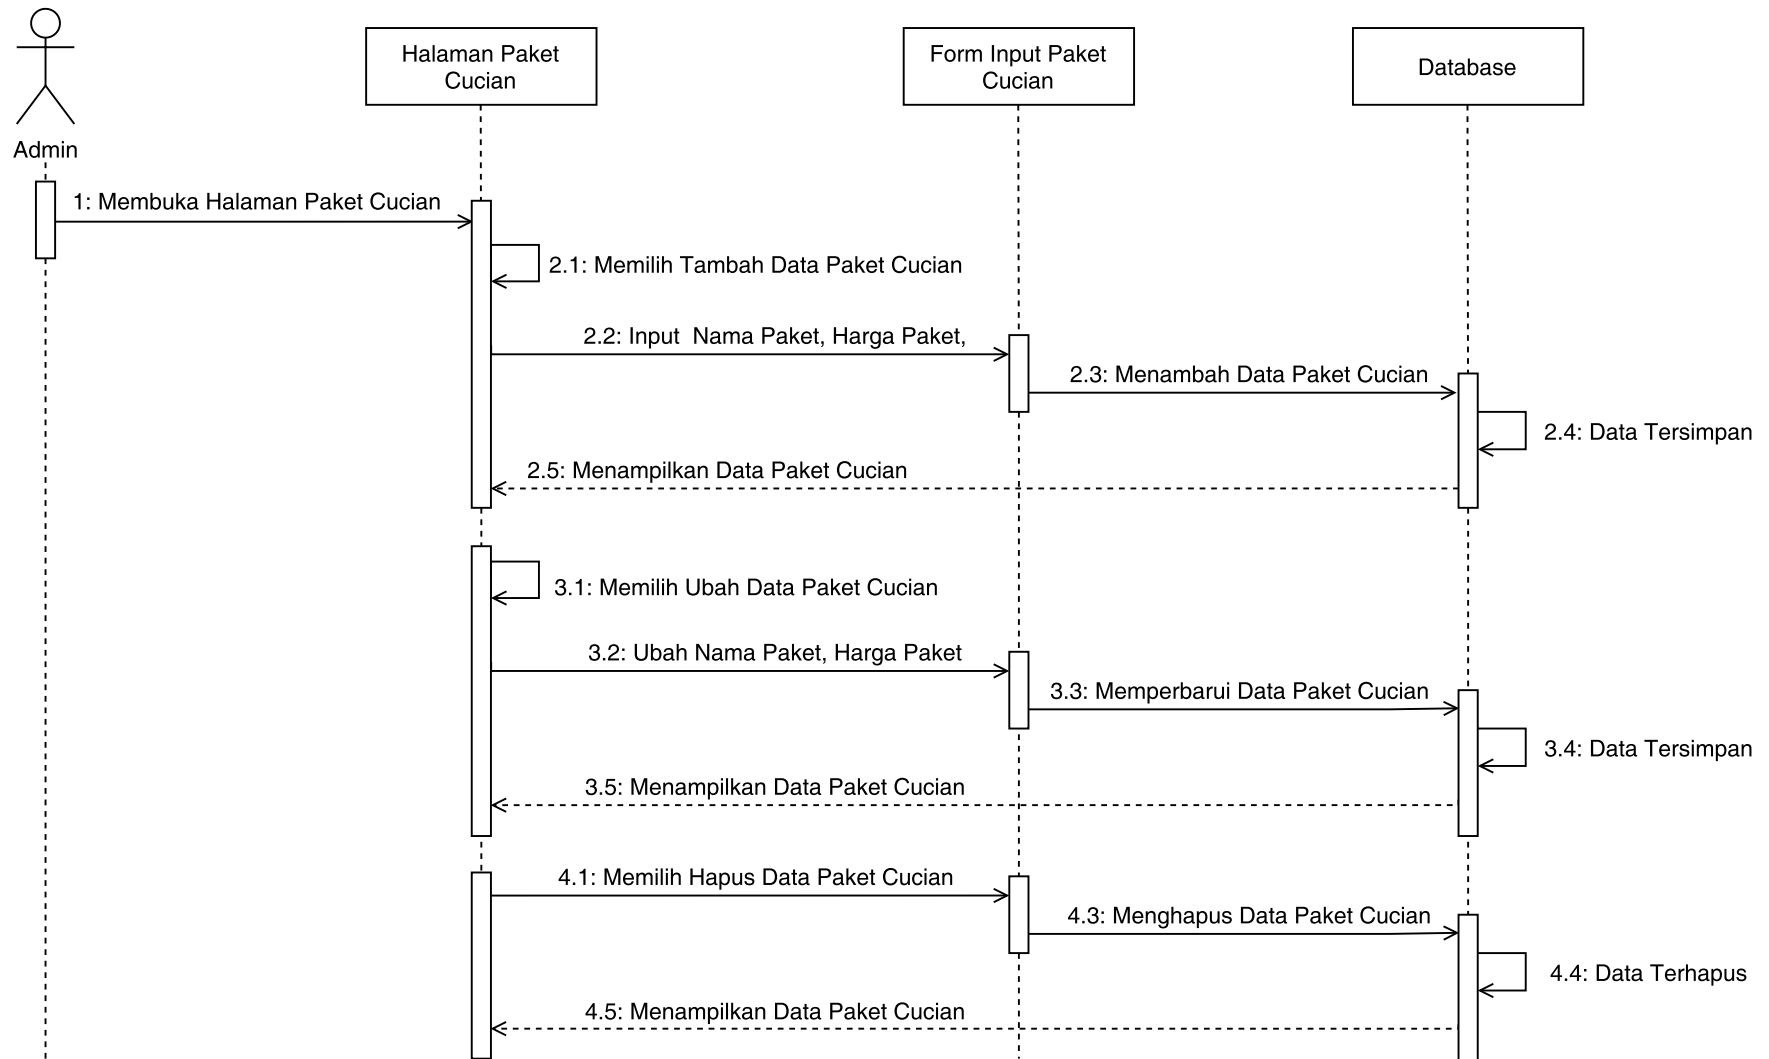 Halaman Paket
Cucian
Form Input Paket
Cucian
Database
Admin
1: Membuka Halaman Paket Cucian
2.1: Memilih Tambah Data Paket Cucian
2.2: Input  Nama Paket, Harga Paket,
2.3: Menambah Data Paket Cucian
2.4: Data Tersimpan
2.5: Menampilkan Data Paket Cucian
3.1: Memilih Ubah Data Paket Cucian
3.2: Ubah Nama Paket, Harga Paket
3.3: Memperbarui Data Paket Cucian
3.4: Data Tersimpan
3.5: Menampilkan Data Paket Cucian
4.1: Memilih Hapus Data Paket Cucian
4.3: Menghapus Data Paket Cucian
4.4: Data Terhapus
4.5: Menampilkan Data Paket Cucian